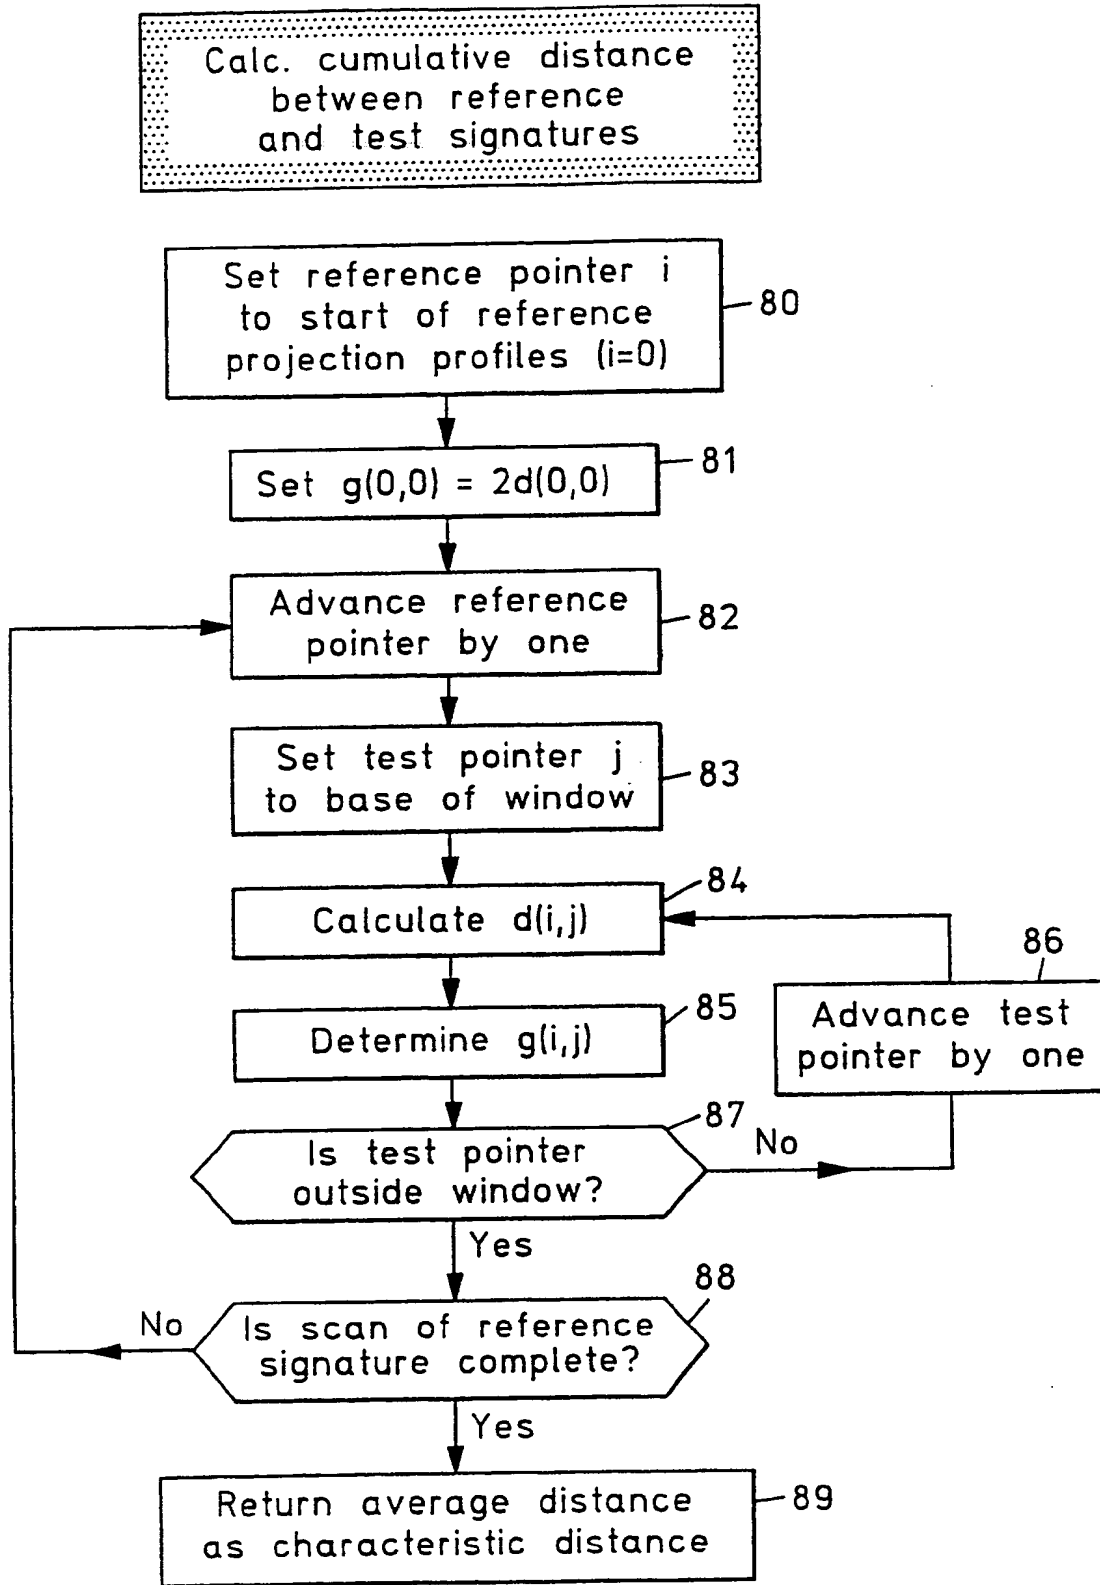 Calc. cumulative distance
between reference
and test signatures
Set reference pointer i
to start of reference
projection profiles (i=0)
80
Set g(0,0) = 2d(0,0)
81
Advance reference
pointer by one
82
Set test pointer j
to base of window
83
Calculate d(i,j)
84
Determine g(i,j)
85
86
Advance test
pointer by one
87
Is test pointer
outside window?
No
Yes
88
Is scan of reference
signature complete?
No
Yes
Return average distance
as characteristic distance
89